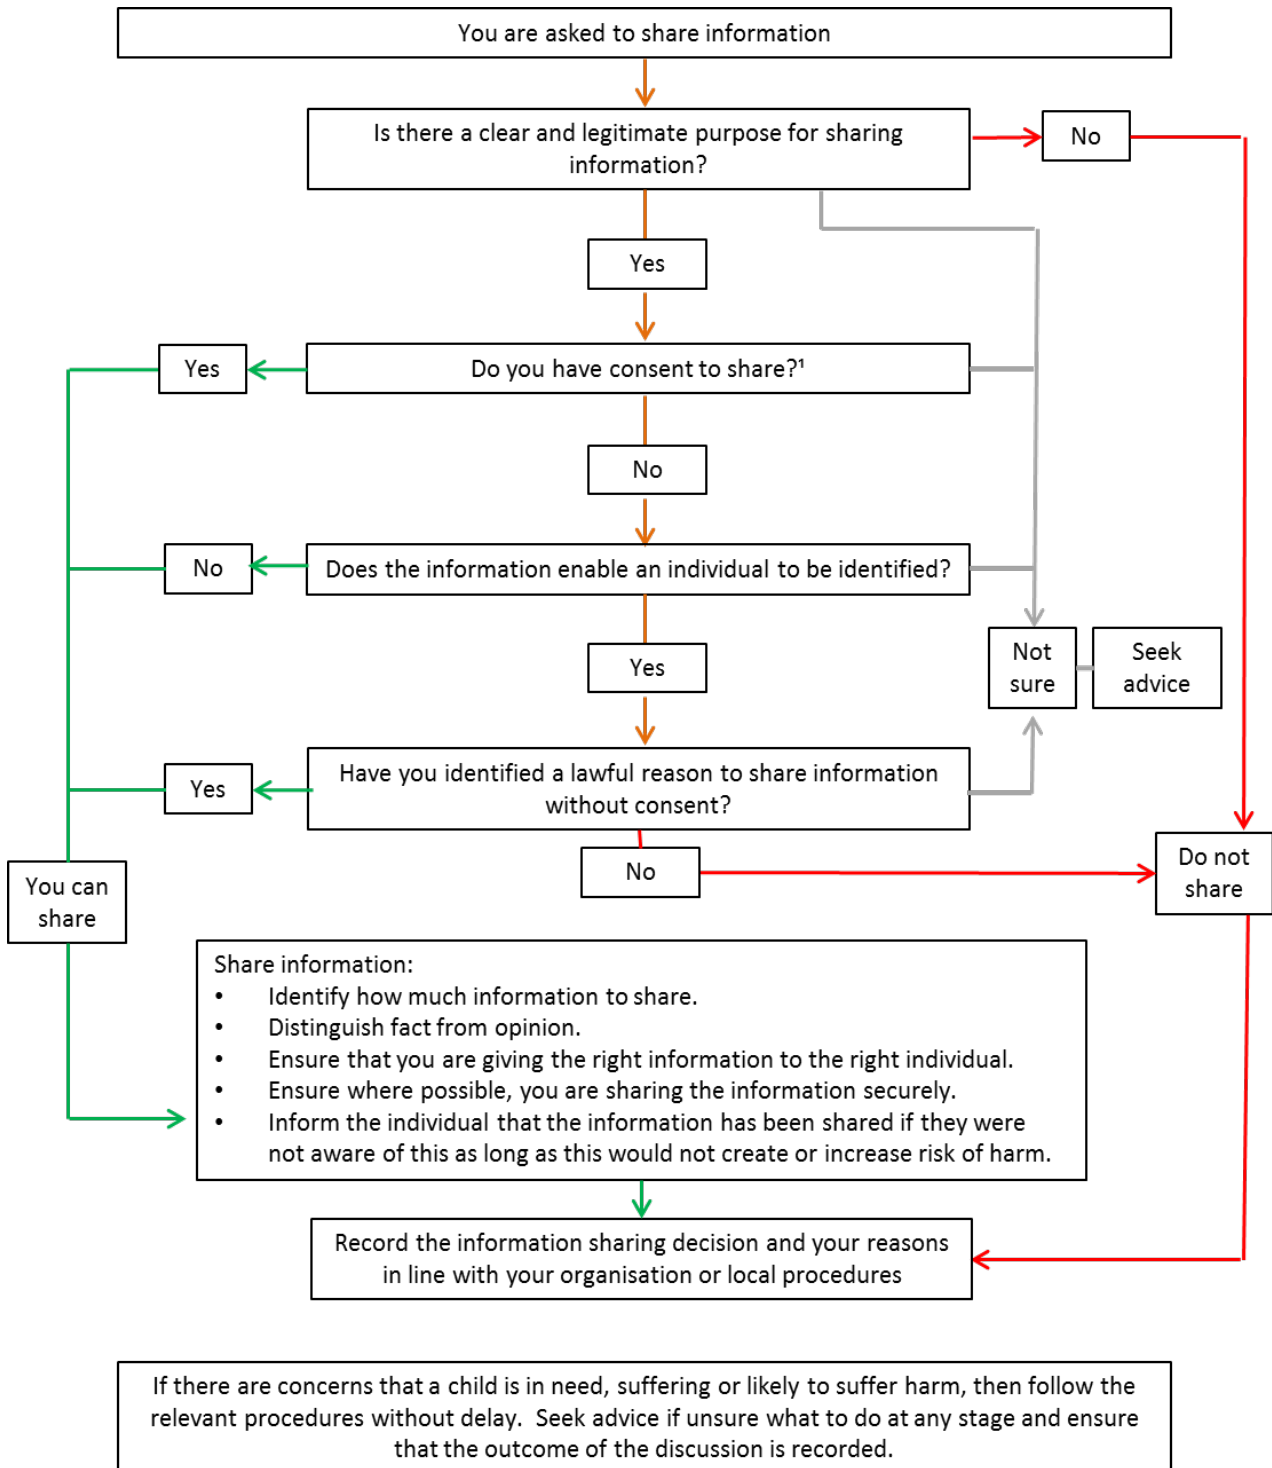 You are asked to share information
Is there a clear and legitimate purpose for sharing
information?
No
Yes
Yes
Do you have consent to share?¹
No
No
Does the information enable an individual to be identified?
Yes
Not
sure
Seek
advice
Yes
Have you identified a lawful reason to share information
without consent?
No
You can
share
Do not
share
Share information:
• Identify how much information to share.
• Distinguish fact from opinion.
• Ensure that you are giving the right information to the right individual.
• Ensure where possible, you are sharing the information securely.
• Inform the individual that the information has been shared if they were
not aware of this as long as this would not create or increase risk of harm.
Record the information sharing decision and your reasons
in line with your organisation or local procedures
If there are concerns that a child is in need, suffering or likely to suffer harm, then follow the
relevant procedures without delay.  Seek advice if unsure what to do at any stage and ensure
that the outcome of the discussion is recorded.